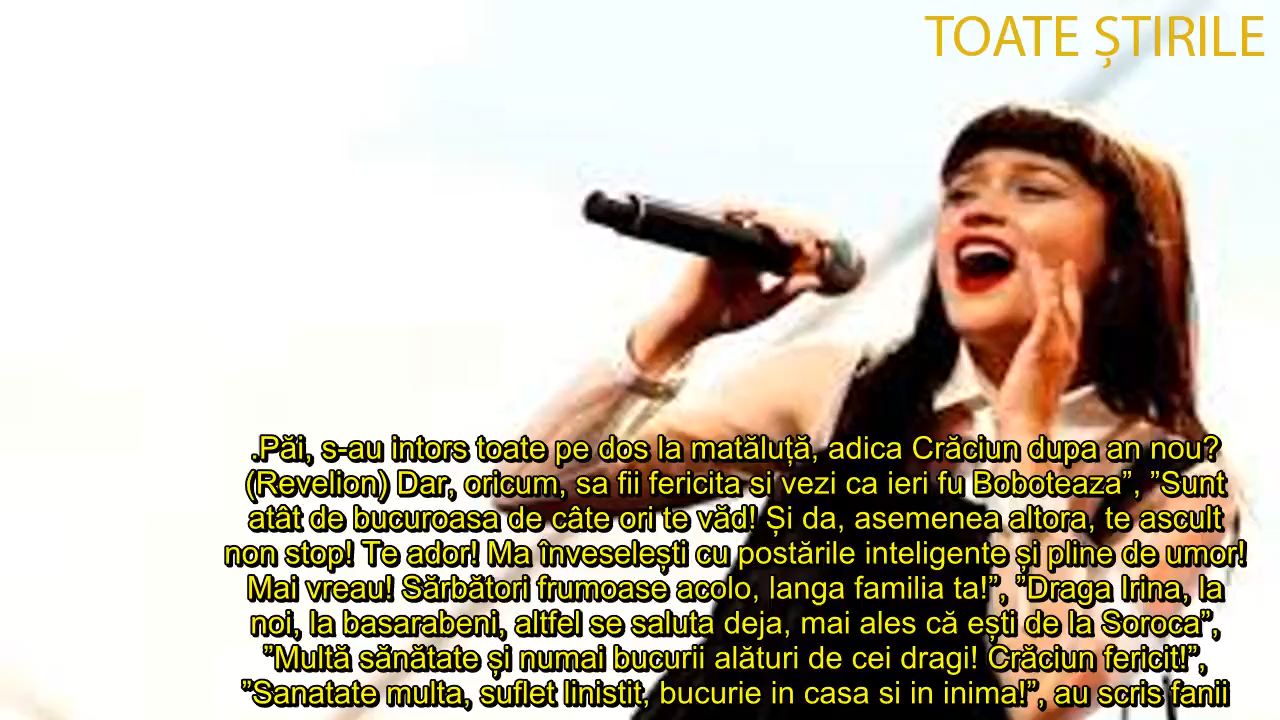 TOATE ȘTIRILE
.Păi, s-au intors toate pe dos la matăluță, adica Crăciun dupa an nou?
(Revelion) Dar, oricum, sa fii fericita si vezi ca ieri fu Boboteaza”, ”Sunt
atât de bucuroasa de câte ori te văd! Și da, asemenea altora, te ascult
non stop! Te ador! Ma înveselești cu postările inteligente și pline de umor!
Mai vreau! Sărbători frumoase acolo, langa familia ta!”, ”Draga Irina, la
noi, la basarabeni, altfel se saluta deja, mai ales că ești de la Soroca”,
”Multă sănătate și numai bucurii alături de cei dragi! Crăciun fericit!”,
”Sanatate multa, suflet linistit, bucurie in casa si in inima!”, au scris fanii